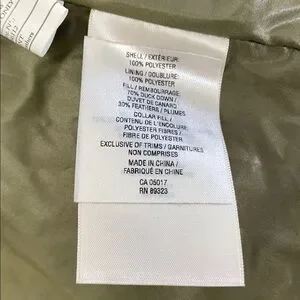 SHELL / EXTÉRIEUR:
100% POLYESTER
LINING / DOUBLURE:
100% POLYESTER
FILL / REMBOURRAGE:
70% DUCK DOWN /
DUVET DE CANARD
30% FEATHERS / PLUMES
COLLAR FILL /
CONTENU DE L'ENCOLURE
POLYESTER FIBRES /
FIBRE DE POLYESTER
EXCLUSIVE OF TRIMS / GARNITURES
NON COMPRISES
MADE IN CHINA /
FABRIQUÉ EN CHINE
CA 05017
RN 89323